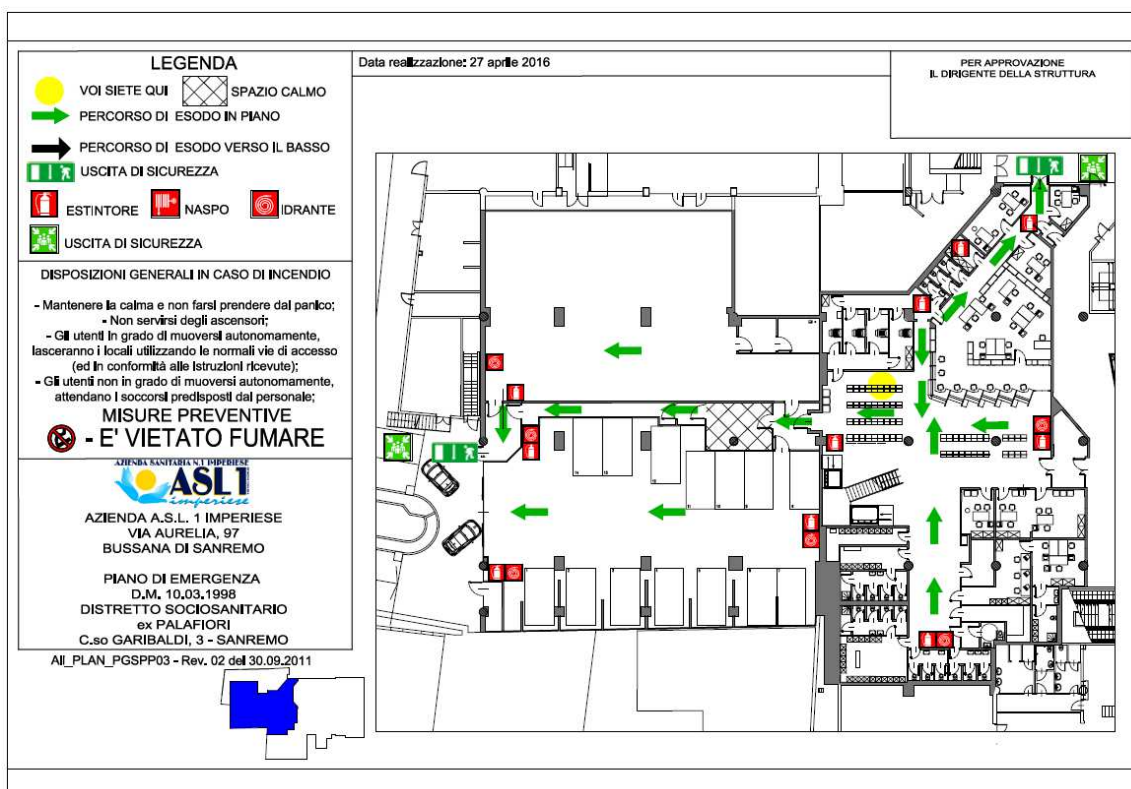 LEGENDA
VOI SIETE QUI
SPAZIO CALMO
PERCORSO DI ESODO IN PIANO
PERCORSO DI ESODO VERSO IL BASSO
USCITA DI SICUREZZA
ESTINTORE
NASPO
IDRANTE
USCITA DI SICUREZZA
DISPOSIZIONI GENERALI IN CASO DI INCENDIO
- Mantenere la calma e non farsi prendere dal panico;
- Non servirsi degli ascensori;
- Gli utenti in grado di muoversi autonomamente,
lasceranno i locali utilizzando le normali vie di accesso
(ed in conformità alle istruzioni ricevute);
- Gli utenti non in grado di muoversi autonomamente,
attendano i soccorsi predisposti dal personale;
MISURE PREVENTIVE
- E' VIETATO FUMARE
AZIENDA SANITARIA N.1 IMPERIESE
ASL1
imperiese
AZIENDA A.S.L. 1 IMPERIESE
VIA AURELIA, 97
BUSSANA DI SANREMO
PIANO DI EMERGENZA
D.M. 10.03.1998
DISTRETTO SOCIOSANITARIO
ex PALAFIORI
C.so GARIBALDI, 3 - SANREMO
All_PLAN_PGSPP03 - Rev. 02 del 30.09.2011
Data realizzazione: 27 aprile 2016
PER APPROVAZIONE
IL DIRIGENTE DELLA STRUTTURA